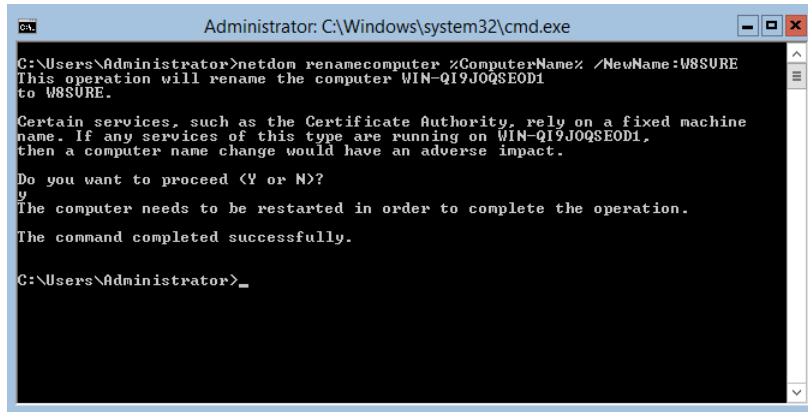 Administrator: C:\Windows\system32\cmd.exe
C:\Users\Administrator>netdom renamecomputer %ComputerName% /NewName:W8SVRE
This operation will rename the computer WIN-QI9JOQSEOD1
to W8SVRE.
Certain services, such as the Certificate Authority, rely on a fixed machine
name. If any services of this type are running on WIN-QI9JOQSEOD1,
then a computer name change would have an adverse impact.
Do you want to proceed (Y or N)?
y
The computer needs to be restarted in order to complete the operation.
The command completed successfully.
C:\Users\Administrator>_